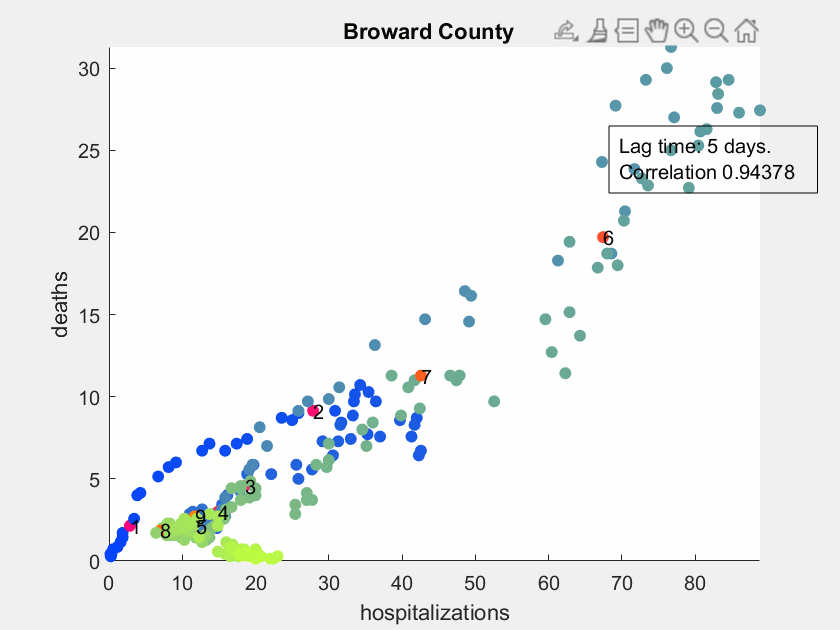 Broward County
30
25
20
15
10
5
0
deaths
Lag time: 5 days.
Correlation 0.94378
6
7
2
3
4
9
5
8
1
0 10 20 30 40 50 60 70 80
hospitalizations